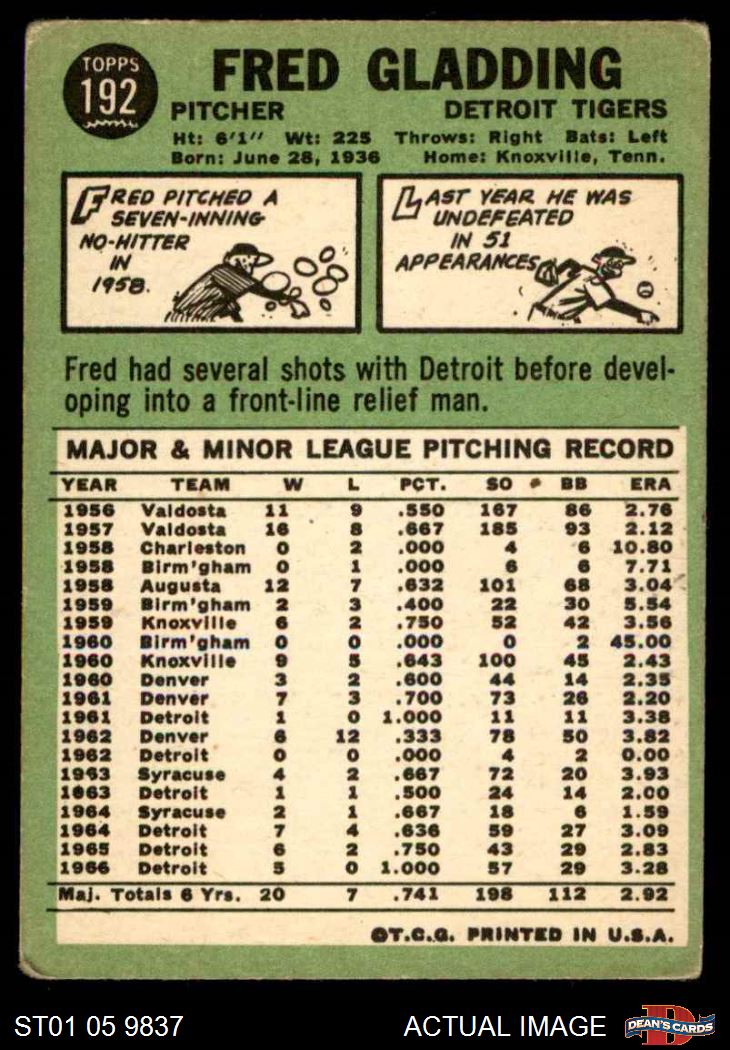 TOPPS
192
FRED GLADDING
PITCHER DETROIT TIGERS
Ht: 6'1" Wt: 225 Throws: Right Bats: Left
Born: June 28, 1936 Home: Knoxville, Tenn.
FRED PITCHED A
SEVEN-INNING
NO-HITTER
IN
1958.
LAST YEAR HE WAS
UNDEFEATED
IN 51
APPEARANCES
Fred had several shots with Detroit before devel-
oping into a front-line relief man.
MAJOR & MINOR LEAGUE PITCHING RECORD
YEAR TEAM W L PCT. SO BB ERA
1956 Valdosta 11 9 .550 167 86 2.76
1957 Valdosta 16 8 .667 185 93 2.12
1958 Charleston 0 2 .000 4 6 10.80
1958 Birm'gham 0 1 .000 6 6 7.71
1958 Augusta 12 7 .632 101 68 3.04
1959 Birm'gham 2 3 .400 22 30 5.54
1959 Knoxville 6 2 .750 52 42 3.56
1960 Birm'gham 0 0 .000 0 2 45.00
1960 Knoxville 9 5 .643 100 45 2.43
1960 Denver 3 2 .600 44 14 2.35
1961 Denver 7 3 .700 73 26 2.20
1961 Detroit 1 0 1.000 11 11 3.38
1962 Denver 6 12 .333 78 50 3.82
1962 Detroit 0 0 .000 4 2 0.00
1963 Syracuse 4 2 .667 72 20 3.93
1963 Detroit 1 1 .500 24 14 2.00
1964 Syracuse 2 1 .667 18 6 1.59
1964 Detroit 7 4 .636 59 27 3.09
1965 Detroit 6 2 .750 43 29 2.83
1966 Detroit 5 0 1.000 57 29 3.28
Maj. Totals 6 Yrs. 20 7 .741 198 112 2.92
©T.C.G. PRINTED IN U.S.A.
ST01 05 9837 ACTUAL IMAGE DEAN'S CARDS